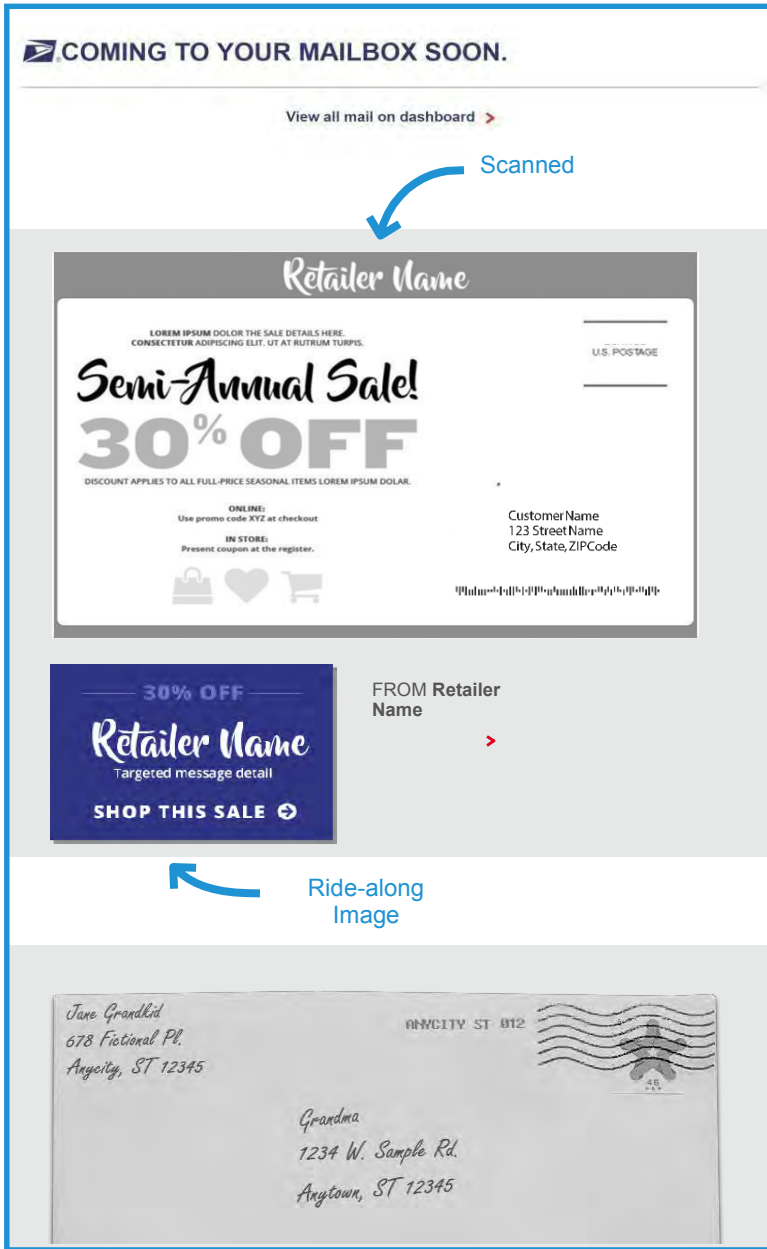 COMING TO YOUR MAILBOX SOON.
View all mail on dashboard >
Scanned
Retailer Name
LOREM IPSUM DOLOR THE SALE DETAILS HERE.
CONSECTETUR ADIPISCING ELIT. UT AT RUTRUM TURPIS.
Semi-Annual Sale!
30% OFF
DISCOUNT APPLIES TO ALL FULL-PRICE SEASONAL ITEMS LOREM IPSUM DOLAR.
ONLINE:
Use promo code XYZ at checkout
IN STORE:
Present coupon at the register.
U.S. POSTAGE
CustomerName
123 Street Name
City, State, ZIPCode
30% OFF
Retailer Name
Targeted message detail
SHOP THIS SALE
FROM Retailer
Name
>
Ride-along
Image
Jane Grandkid
678 Fictional Pl.
Anycity, ST 12345
ANYCITY ST 012
46
Grandma
1234 W. Sample Rd.
Anytown, ST 12345